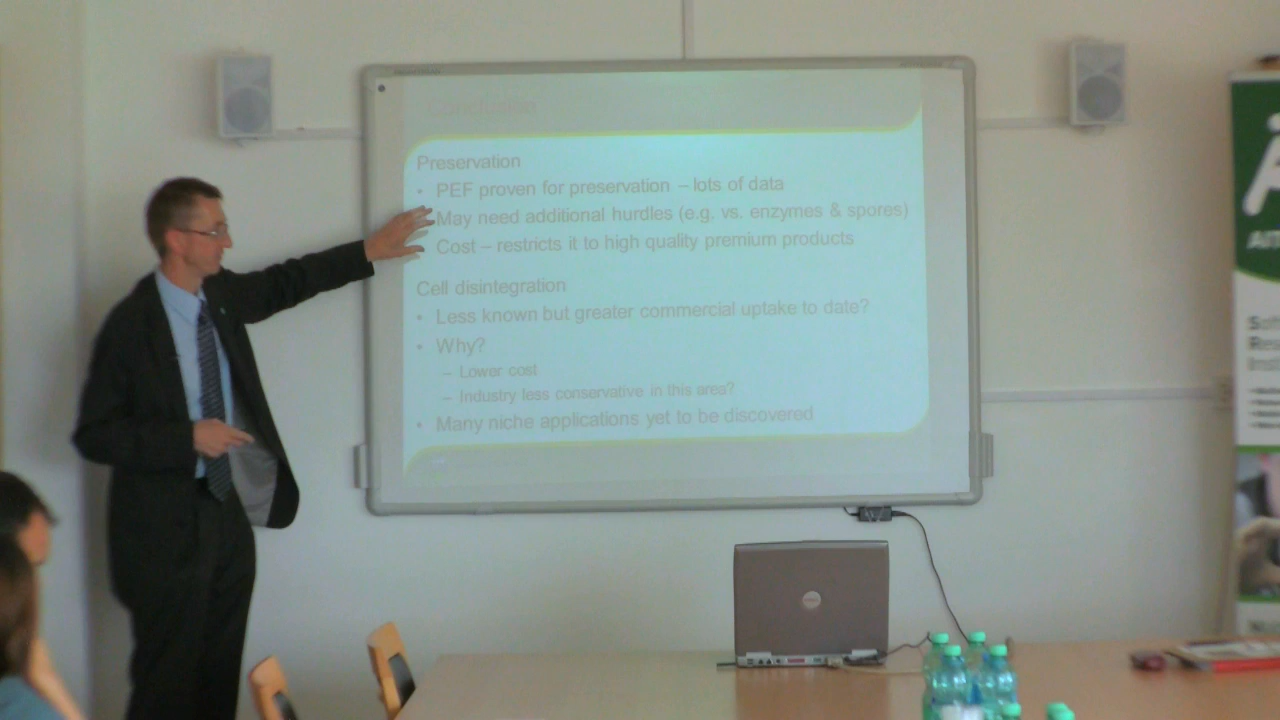 Conclusion
Preservation
• PEF proven for preservation – lots of data
May need additional hurdles (e.g. vs. enzymes & spores)
Cost – restricts it to high quality premium products
Cell disintegration
• Less known but greater commercial uptake to date?
• Why?
– Lower cost
– Industry less conservative in this area?
• Many niche applications yet to be discovered